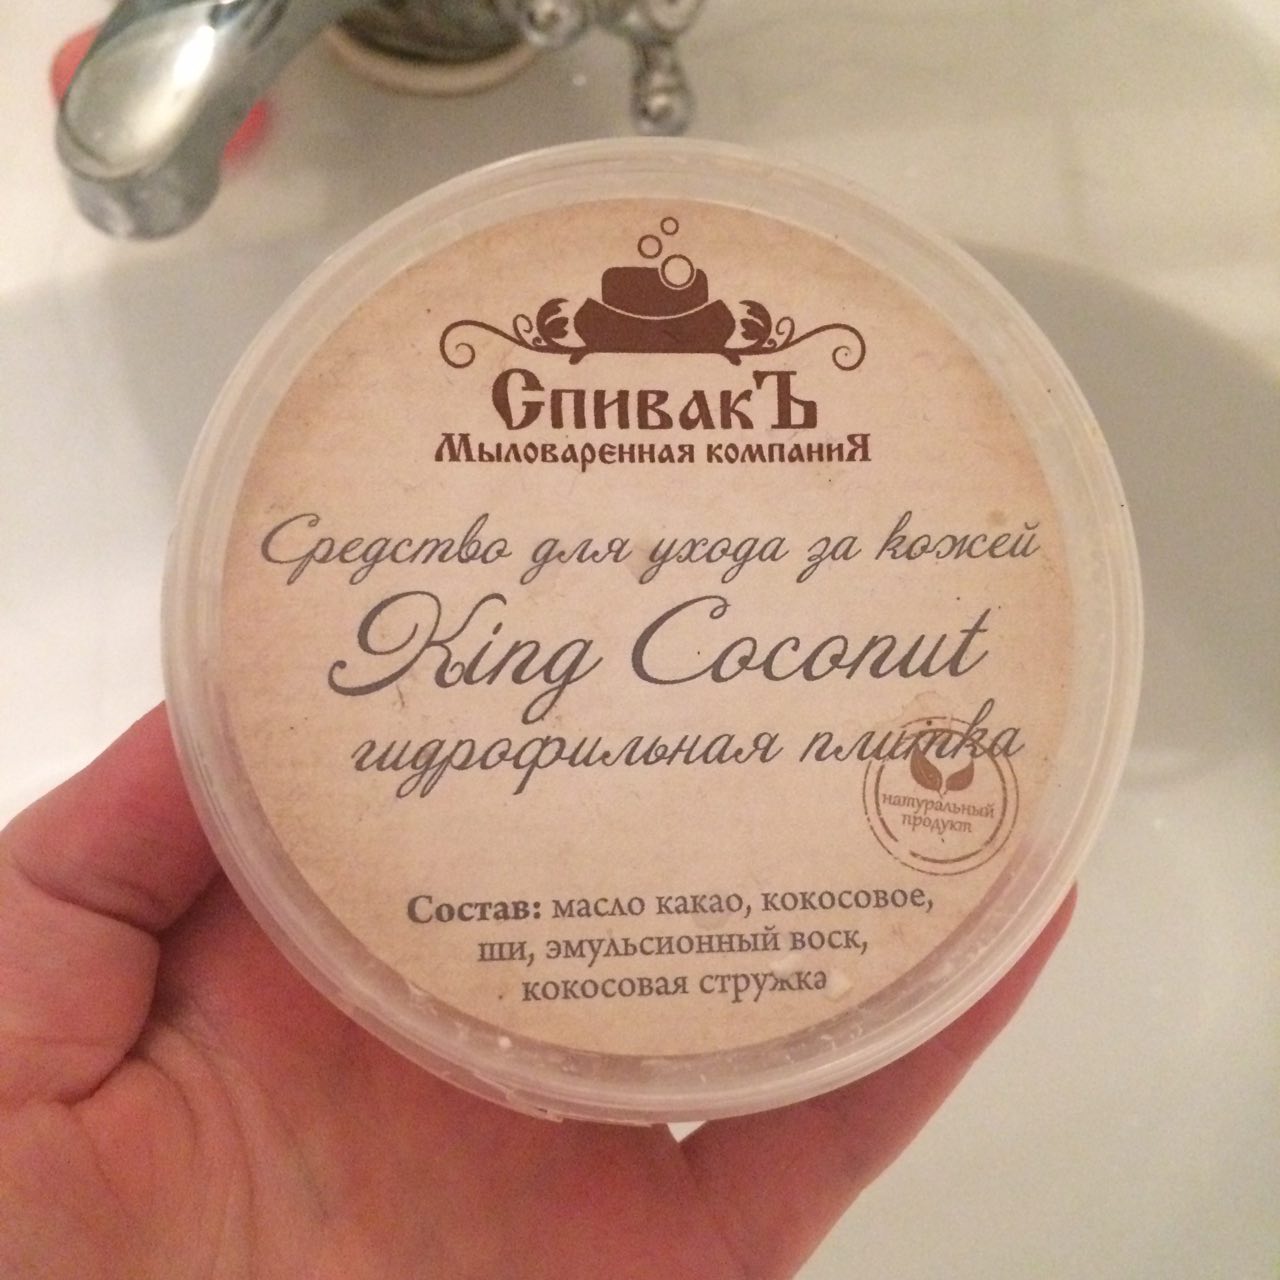 СпивакЪ
Мыловаренная компаниЯ
Средство для ухода за кожей
King Coconut
гидрофильная плитка
натуральный
продукт
Состав: масло какао, кокосовое,
ши, эмульсионный воск,
кокосовая стружка